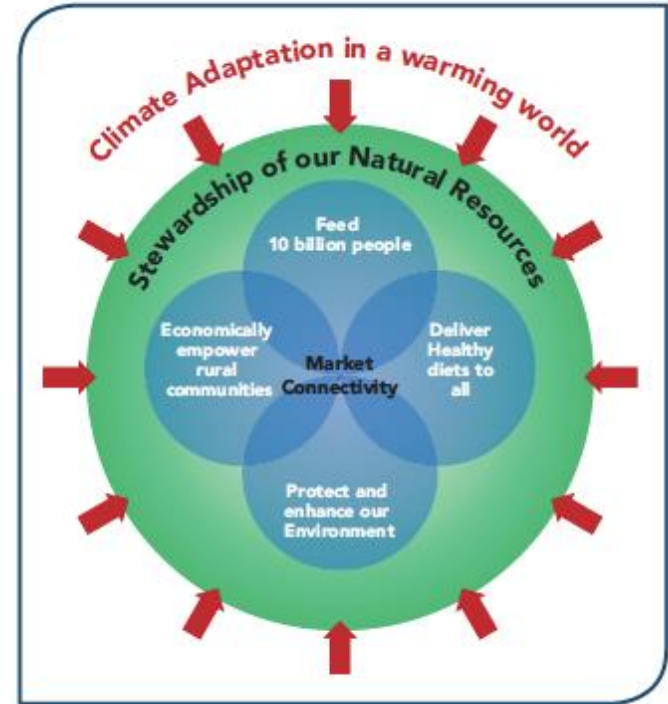 Climate Adaptation in a warming world
Stewardship of our Natural Resources
Feed
10 billion people
Economically
empower
rural
communities
Market
Connectivity
Deliver
Healthy
diets to
all
Protect and
enhance our
Environment